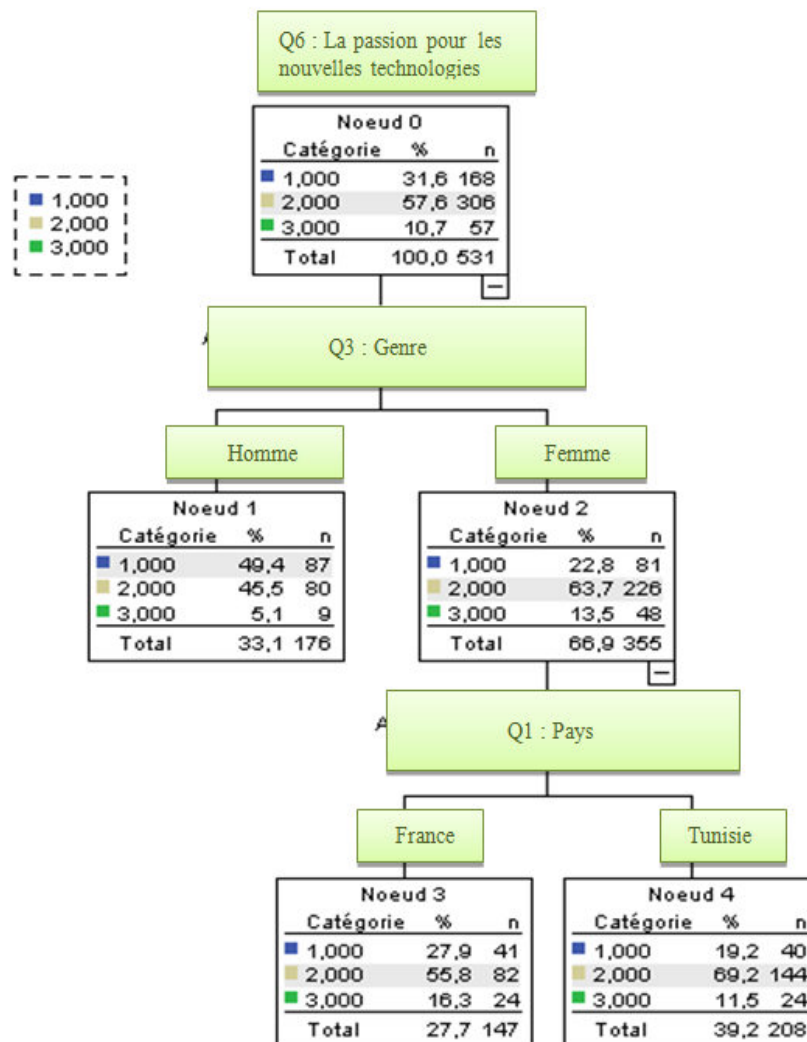 Q6 : La passion pour les
nouvelles technologies
Noeud 0
Catégorie % n
1,000 31,6 168
2,000 57,6 306
3,000 10,7 57
Total 100,0 531
1,000
2,000
3,000
Q3 : Genre
Homme
Femme
Noeud 1
Catégorie % n
1,000 49,4 87
2,000 45,5 80
3,000 5,1 9
Total 33,1 176
Noeud 2
Catégorie % n
1,000 22,8 81
2,000 63,7 226
3,000 13,5 48
Total 66,9 355
Q1 : Pays
France
Tunisie
Noeud 3
Catégorie % n
1,000 27,9 41
2,000 55,8 82
3,000 16,3 24
Total 27,7 147
Noeud 4
Catégorie % n
1,000 19,2 40
2,000 69,2 144
3,000 11,5 24
Total 39,2 208